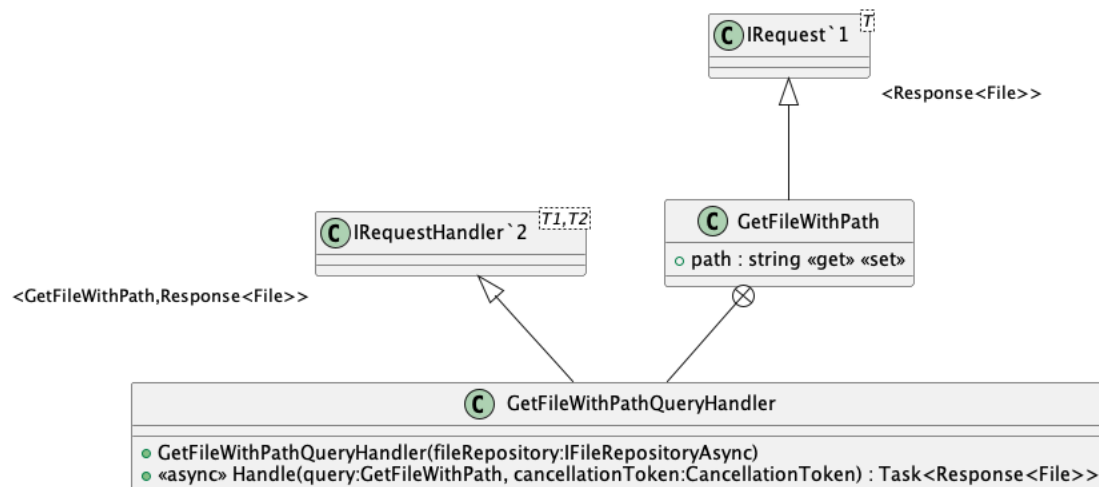 C IRequest`1 T
<Response<File>>
C IRequestHandler`2 T1,T2
C GetFileWithPath
path : string «get» «set»
<GetFileWithPath,Response<File>>
C GetFileWithPathQueryHandler
GetFileWithPathQueryHandler(fileRepository:IFileRepositoryAsync)
«async» Handle(query:GetFileWithPath, cancellationToken:CancellationToken) : Task<Response<File>>